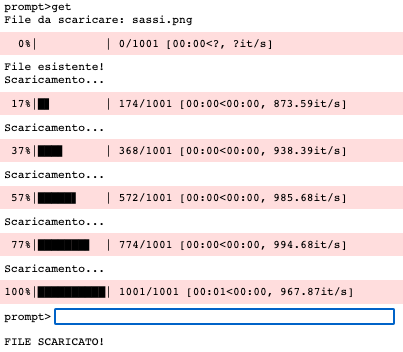 prompt>get
File da scaricare: sassi.png
0%| | 0/1001 [00:00<?, ?it/s]
File esistente!
Scaricamento...
17%|██ | 174/1001 [00:00<00:00, 873.59it/s]
Scaricamento...
37%|████ | 368/1001 [00:00<00:00, 938.39it/s]
Scaricamento...
57%|██████ | 572/1001 [00:00<00:00, 985.68it/s]
Scaricamento...
77%|████████ | 774/1001 [00:00<00:00, 994.68it/s]
Scaricamento...
100%|██████████| 1001/1001 [00:01<00:00, 967.87it/s]
prompt>
FILE SCARICATO!